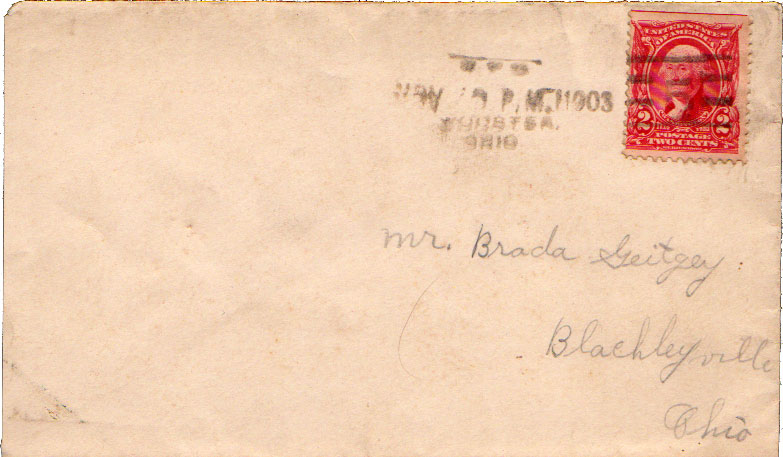 P. M. 1903
WOOSTER,
OHIO
UNITED STATES
OF AMERICA
2 2
POSTAGE
TWO CENTS
Mr. Brada Geitgey.
Blachleyville
Ohio